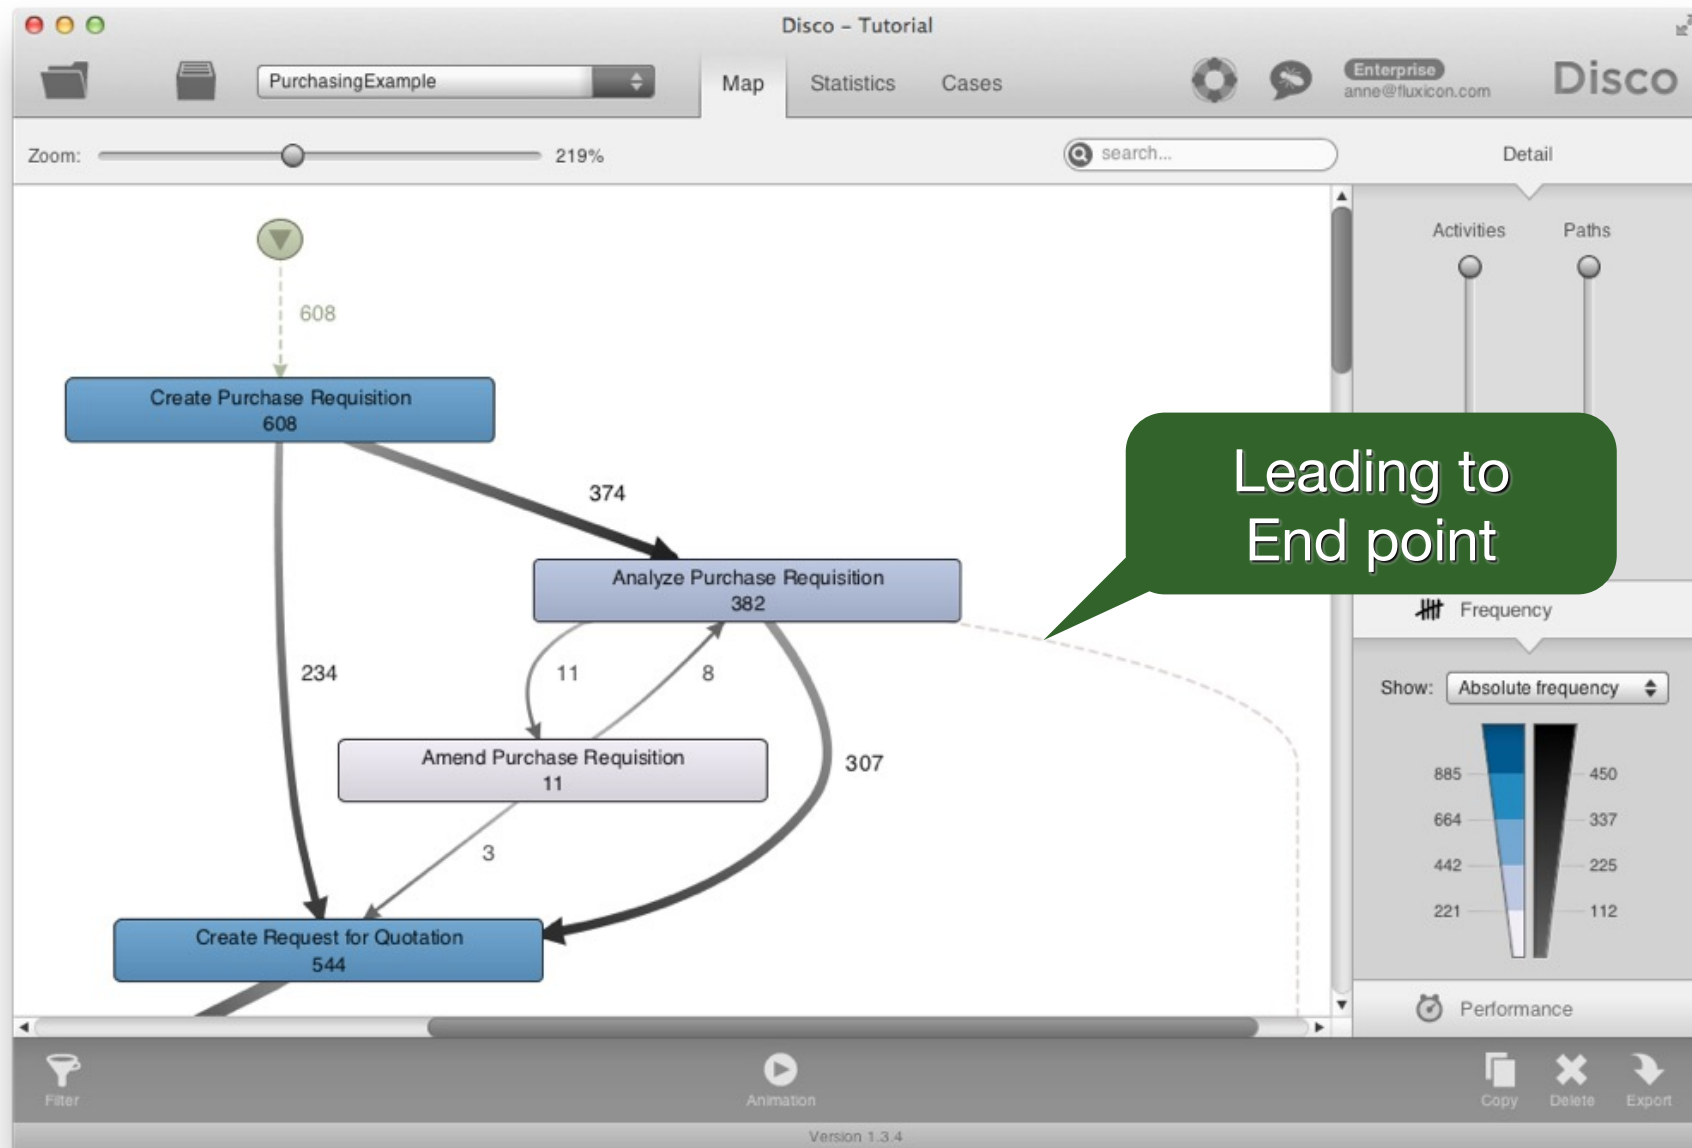 Disco – Tutorial
PurchasingExample
Map
Statistics
Cases
Enterprise
anne@fluxicon.com
Disco
Zoom:
219%
search...
Detail
Activities
Paths
608
Create Purchase Requisition
608
374
Leading to
End point
Analyze Purchase Requisition
382
Frequency
234
11
8
Show:
Absolute frequency
Amend Purchase Requisition
11
307
885
450
664
337
3
442
225
221
112
Create Request for Quotation
544
Performance
Filter
Animation
Copy
Delete
Export
Version 1.3.4